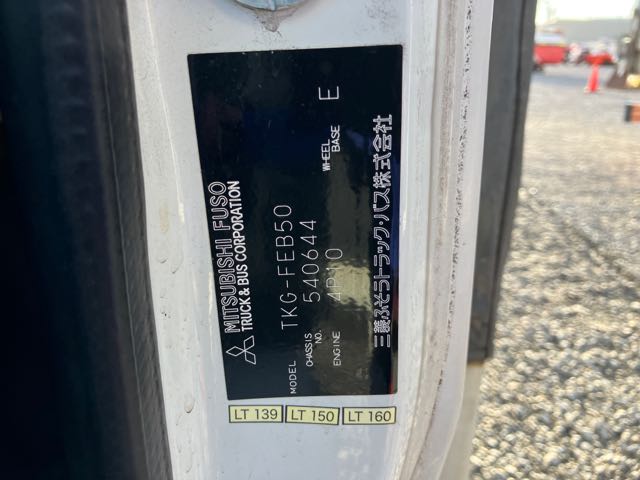 MITSUBISHI FUSO
TRUCK & BUS CORPORATION
MODEL TKG-FEB50
CHASSIS NO. 540644
ENGINE 4P10 WHEEL BASE E
三菱ふそうトラック・バス株式会社
LT 139 LT 150 LT 160